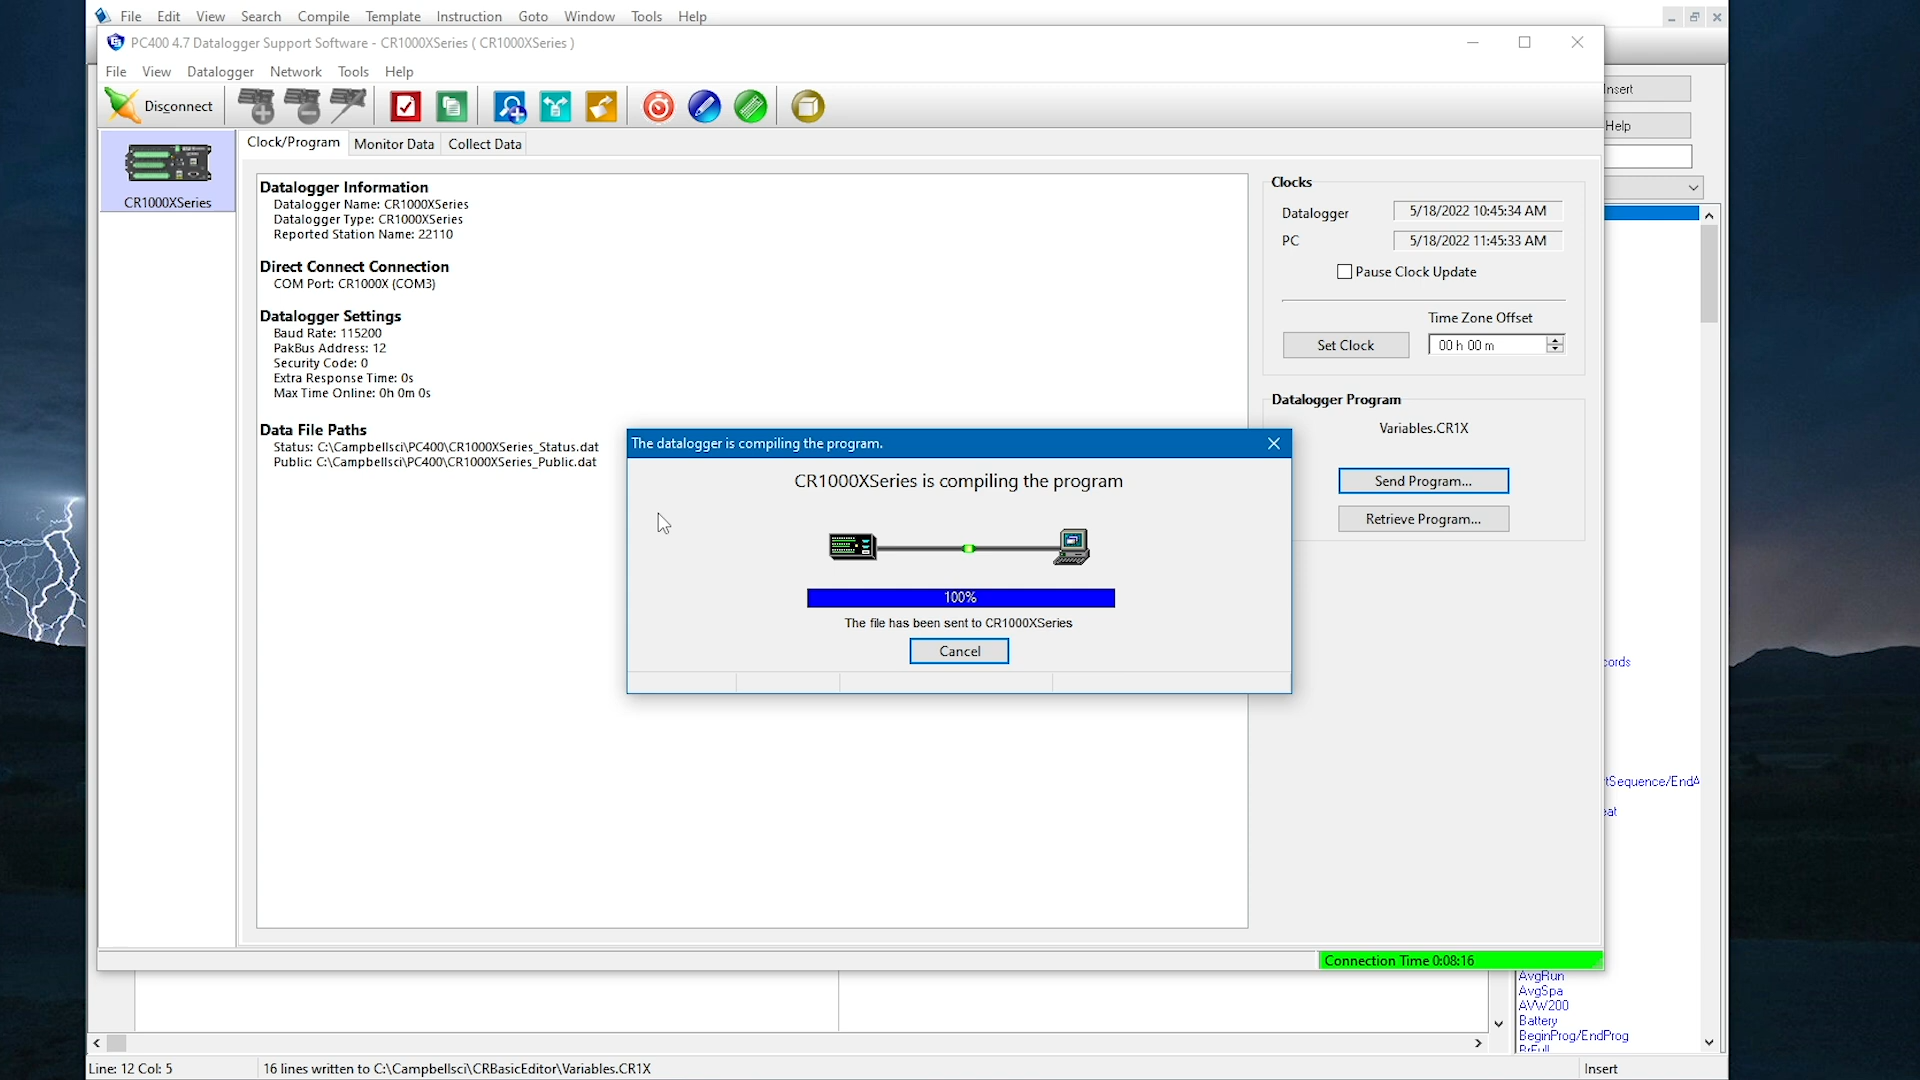 File Edit View Search Compile Template Instruction Goto Window Tools Help
PC400 4.7 Datalogger Support Software - CR1000XSeries ( CR1000XSeries )
File View Datalogger Network Tools Help
Disconnect
Insert
Help
Clock/Program Monitor Data Collect Data
CR1000XSeries
Datalogger Information
Datalogger Name: CR1000XSeries
Datalogger Type: CR1000XSeries
Reported Station Name: 22110
Direct Connect Connection
COM Port: CR1000X (COM3)
Datalogger Settings
Baud Rate: 115200
PakBus Address: 12
Security Code: 0
Extra Response Time: 0s
Max Time Online: 0h 0m 0s
Data File Paths
Status: C:\Campbellsci\PC400\CR1000XSeries_Status.dat
Public: C:\Campbellsci\PC400\CR1000XSeries_Public.dat
Clocks
Datalogger 5/18/2022 10:45:34 AM
PC 5/18/2022 11:45:33 AM
Pause Clock Update
Time Zone Offset
Set Clock 00 h 00 m
Datalogger Program
Variables.CR1X
Send Program...
Retrieve Program...
The datalogger is compiling the program.
CR1000XSeries is compiling the program
100%
The file has been sent to CR1000XSeries
Cancel
cords
tSequence/EndA
eat
Connection Time 0:08:16
AvgRun
AvgSpa
AVW200
Battery
BeginProg/EndProg
Line: 12 Col: 5 16 lines written to C:\Campbellsci\CRBasicEditor\Variables.CR1X Insert